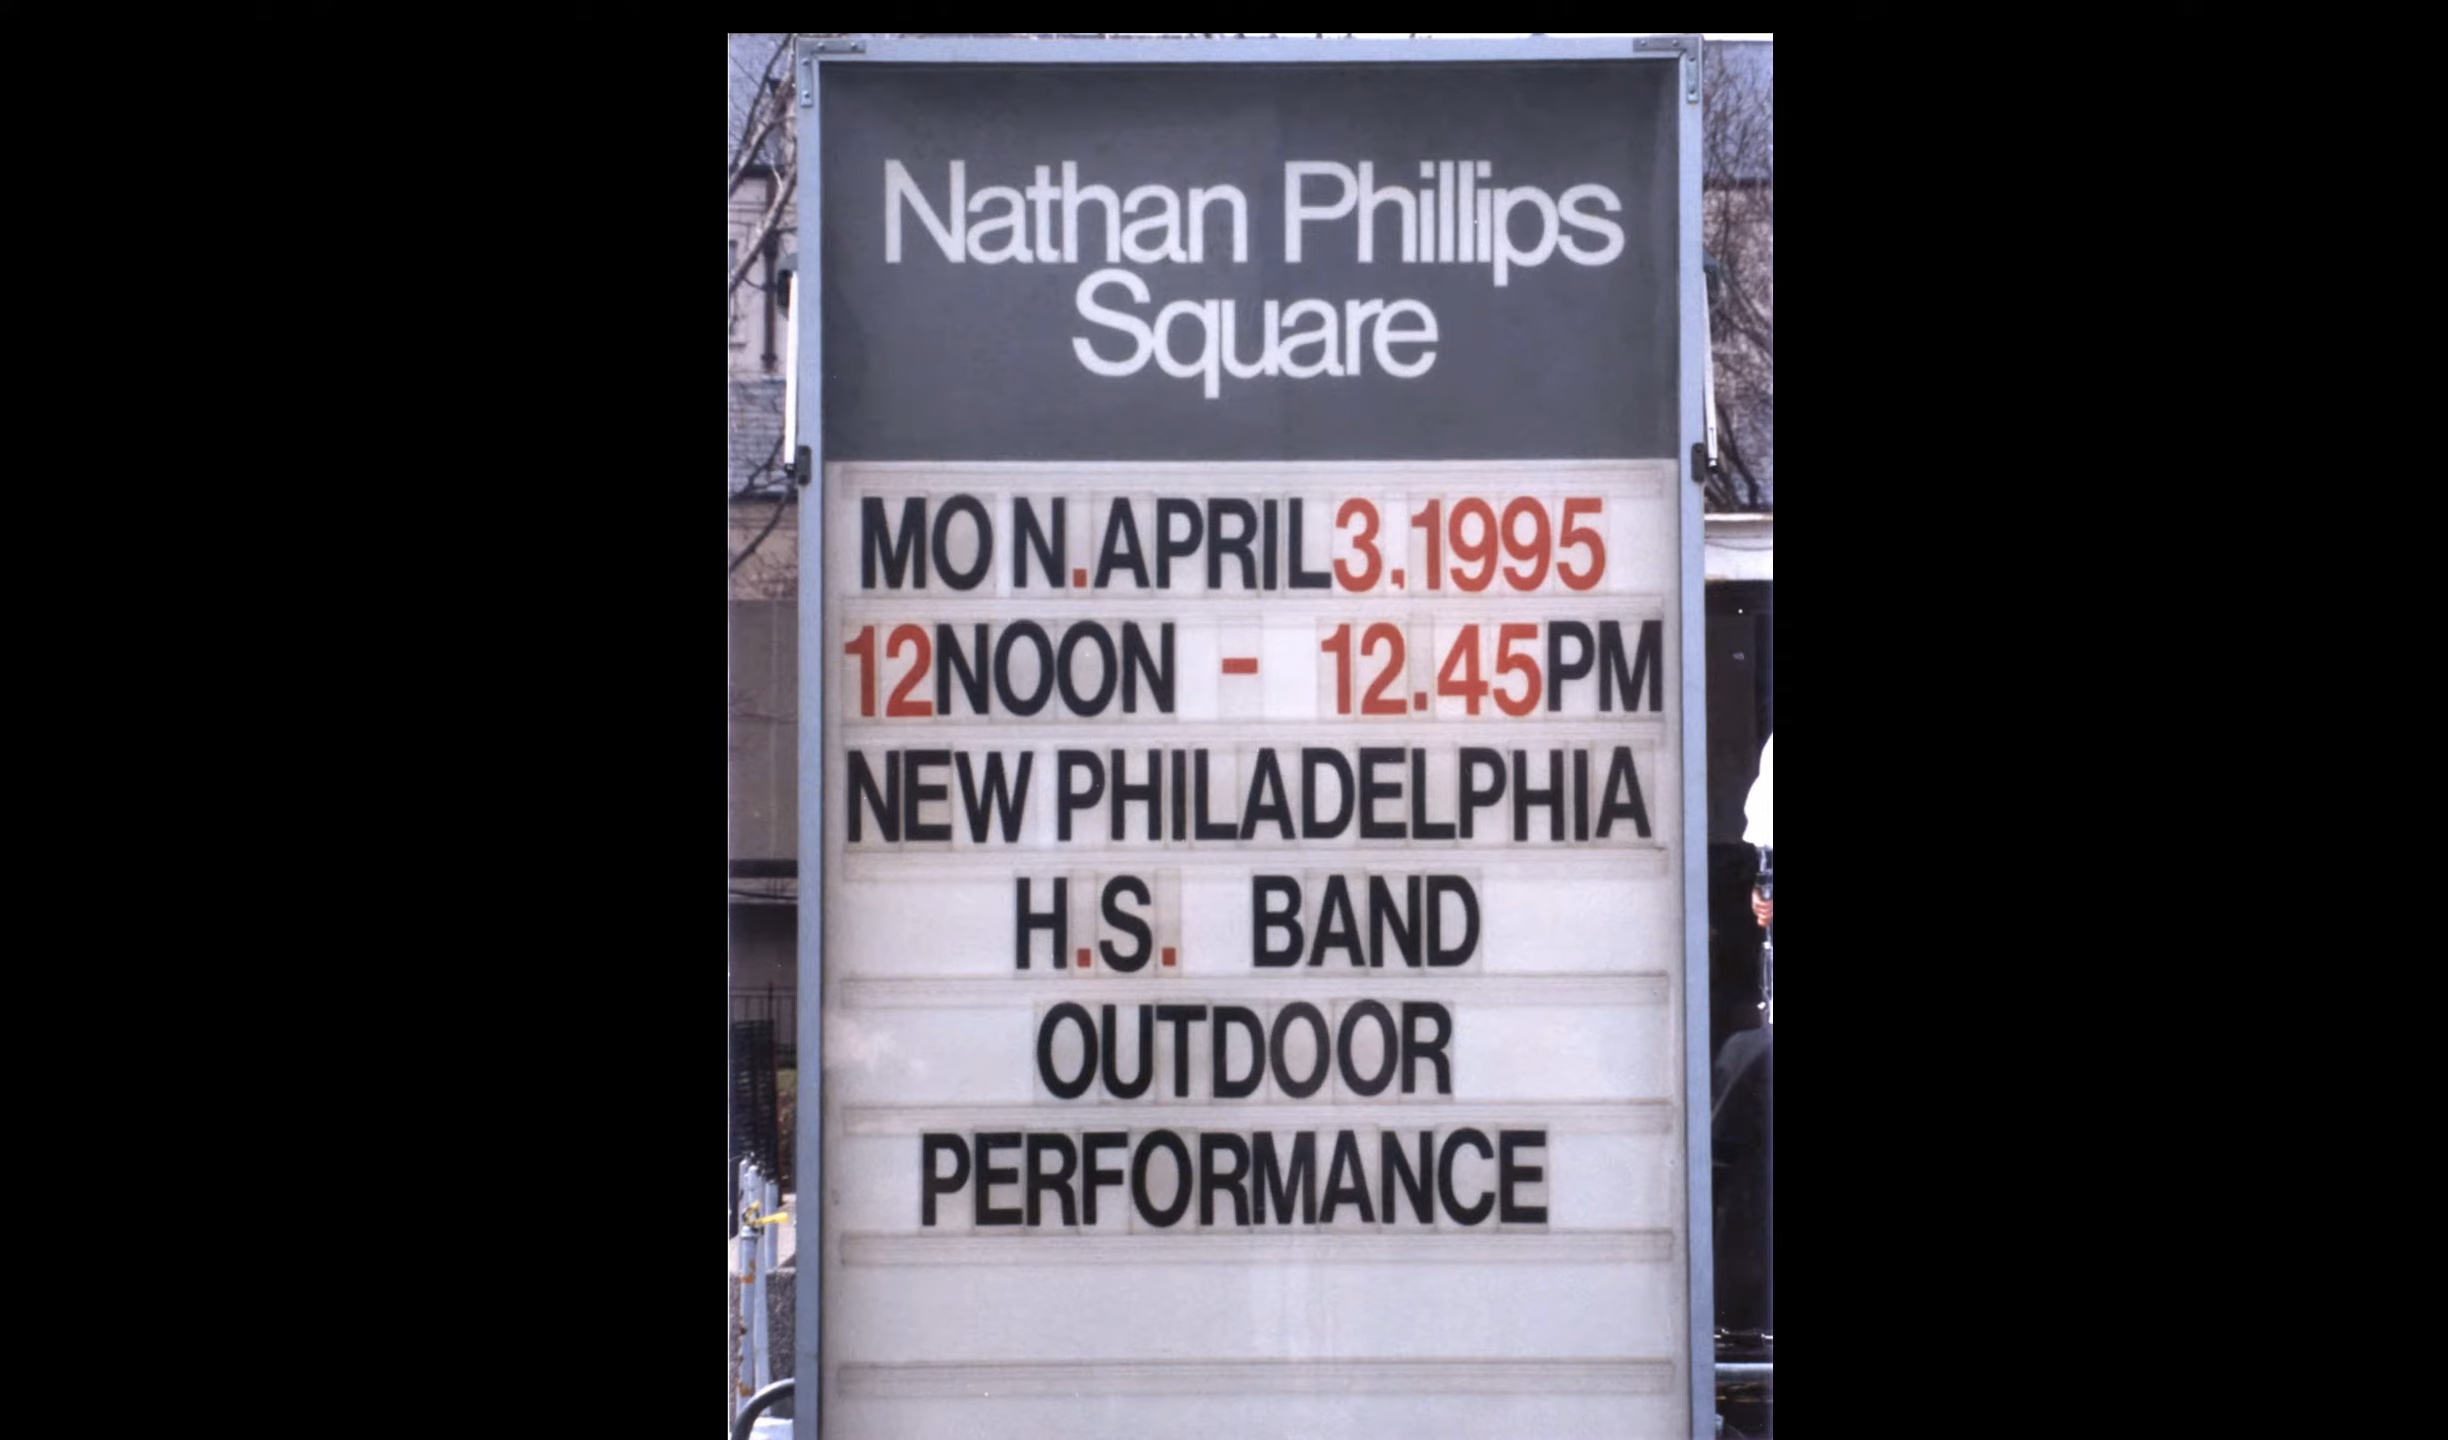 Nathan Phillips
Square
MON.APRIL3.1995
12NOON - 12.45PM
NEW PHILADELPHIA
H.S. BAND
OUTDOOR
PERFORMANCE